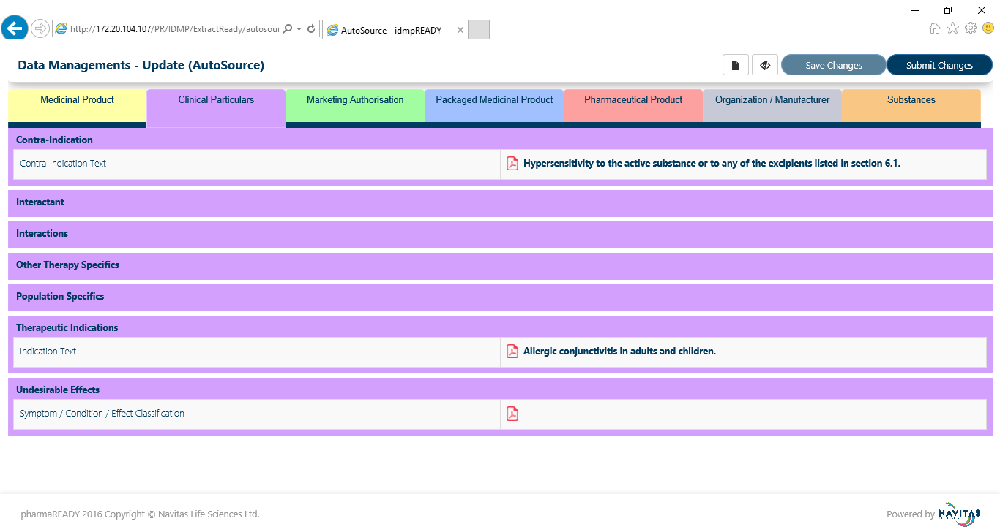 http://172.20.104.107/PR/IDMP/ExtractReady/autosour
AutoSource - idmpREADY
Data Managements - Update (AutoSource)
Save Changes
Submit Changes
Medicinal Product
Clinical Particulars
Marketing Authorisation
Packaged Medicinal Product
Pharmaceutical Product
Organization / Manufacturer
Substances
Contra-Indication
Contra-Indication Text
Hypersensitivity to the active substance or to any of the excipients listed in section 6.1.
Interactant
Interactions
Other Therapy Specifics
Population Specifics
Therapeutic Indications
Indication Text
Allergic conjunctivitis in adults and children.
Undesirable Effects
Symptom / Condition / Effect Classification
pharmaREADY 2016 Copyright © Navitas Life Sciences Ltd.
Powered by NAVITAS